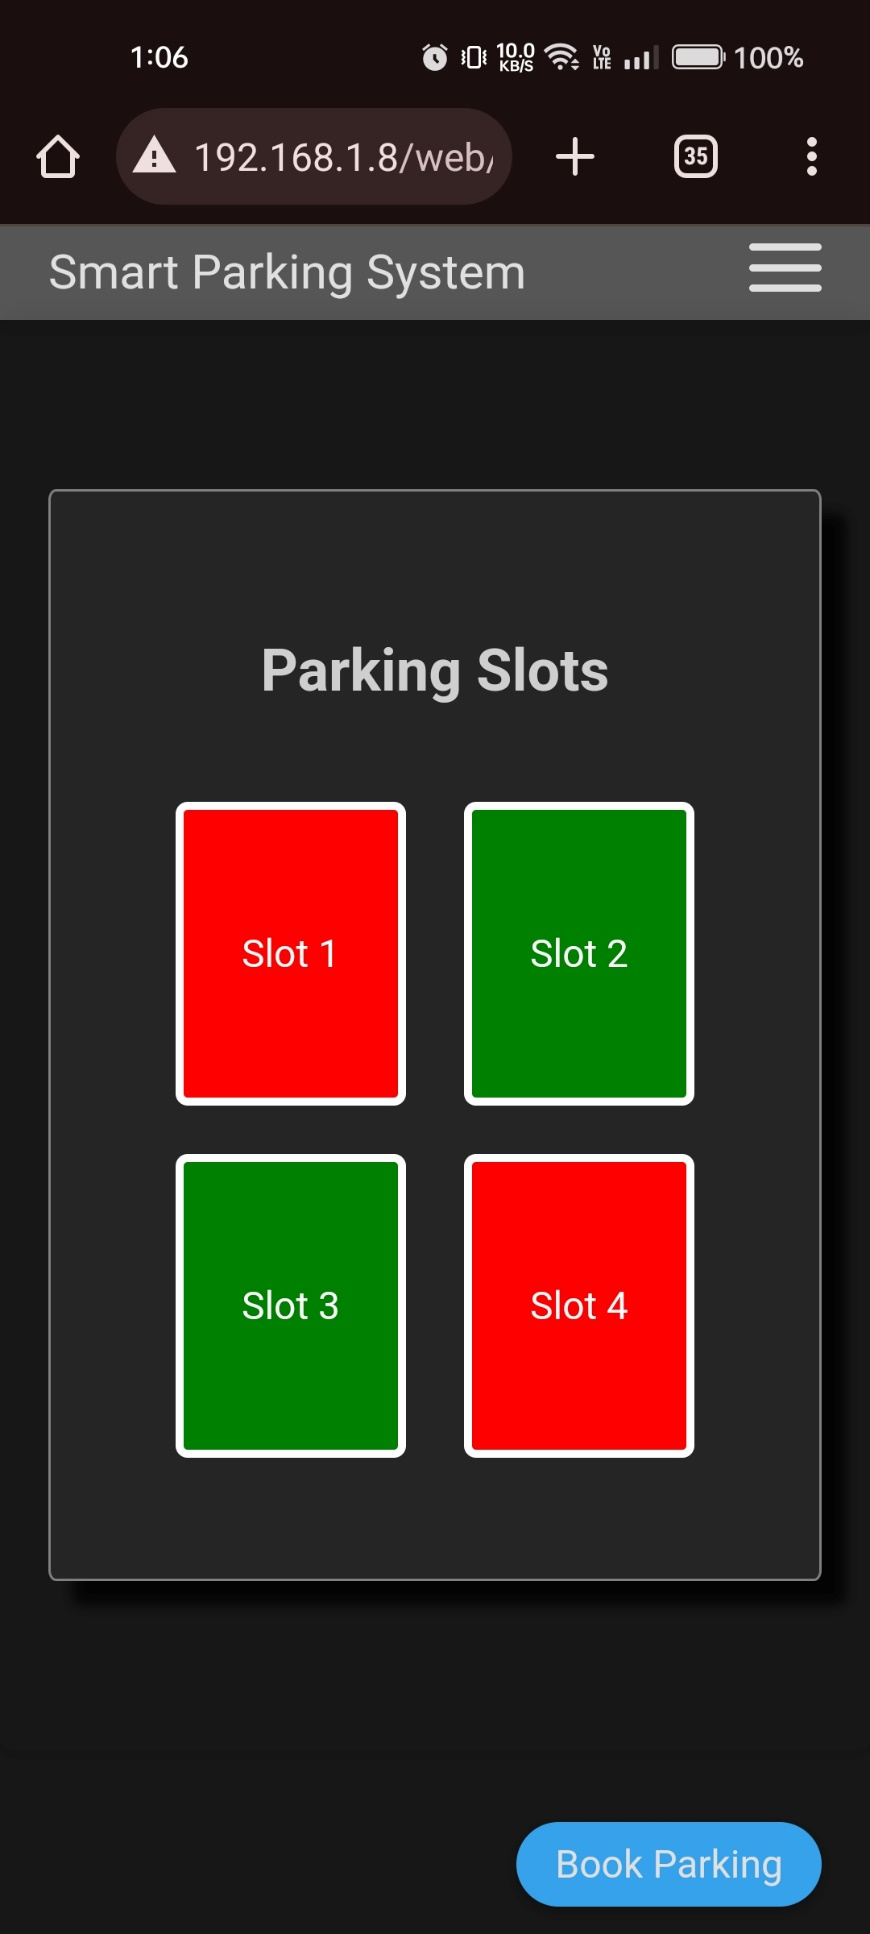 1:06
10.0
KB/S
Vo
LTE
100%
192.168.1.8/web/
35
Smart Parking System
Parking Slots
Slot 1
Slot 2
Slot 3
Slot 4
Book Parking